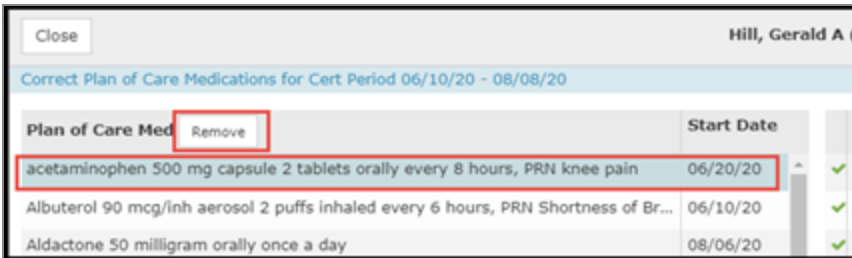 Close Hill, Gerald A (
Correct Plan of Care Medications for Cert Period 06/10/20 - 08/08/20
Plan of Care Med Remove Start Date
acetaminophen 500 mg capsule 2 tablets orally every 8 hours, PRN knee pain 06/20/20
Albuterol 90 mcg/inh aerosol 2 puffs inhaled every 6 hours, PRN Shortness of Br... 06/10/20
Aldactone 50 milligram orally once a day 08/06/20